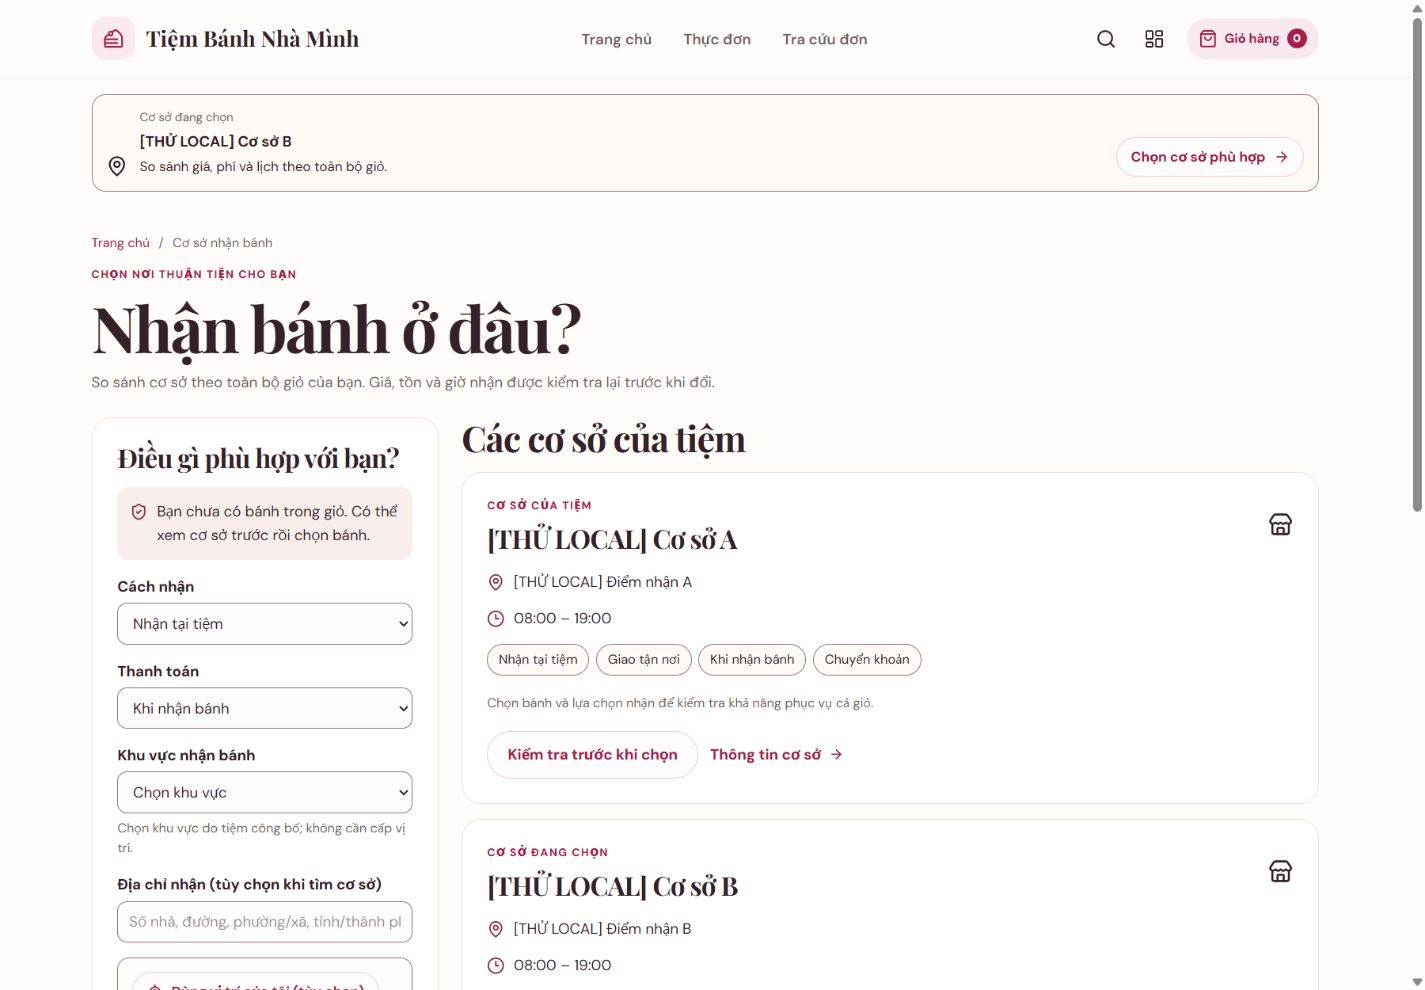 Tiệm Bánh Nhà Mình
Trang chủ
Thực đơn
Tra cứu đơn
Giỏ hàng 0
Cơ sở đang chọn
[THỬ LOCAL] Cơ sở B
So sánh giá, phí và lịch theo toàn bộ giỏ.
Chọn cơ sở phù hợp →
Trang chủ / Cơ sở nhận bánh
CHỌN NƠI THUẬN TIỆN CHO BẠN
Nhận bánh ở đâu?
So sánh cơ sở theo toàn bộ giỏ của bạn. Giá, tồn và giờ nhận được kiểm tra lại trước khi đổi.
Điều gì phù hợp với bạn?
Bạn chưa có bánh trong giỏ. Có thể
xem cơ sở trước rồi chọn bánh.
Cách nhận
Nhận tại tiệm
Thanh toán
Khi nhận bánh
Khu vực nhận bánh
Chọn khu vực
Chọn khu vực do tiệm công bố; không cần cấp vị
trí.
Địa chỉ nhận (tùy chọn khi tìm cơ sở)
Số nhà, đường, phường/xã, tỉnh/thành pl
Dùng vị trí của tôi (tùy chọn)
Các cơ sở của tiệm
CƠ SỞ CỦA TIỆM
[THỬ LOCAL] Cơ sở A
[THỬ LOCAL] Điểm nhận A
08:00 – 19:00
Nhận tại tiệm
Giao tận nơi
Khi nhận bánh
Chuyển khoản
Chọn bánh và lựa chọn nhận để kiểm tra khả năng phục vụ cả giỏ.
Kiểm tra trước khi chọn
Thông tin cơ sở →
CƠ SỞ ĐANG CHỌN
[THỬ LOCAL] Cơ sở B
[THỬ LOCAL] Điểm nhận B
08:00 – 19:00